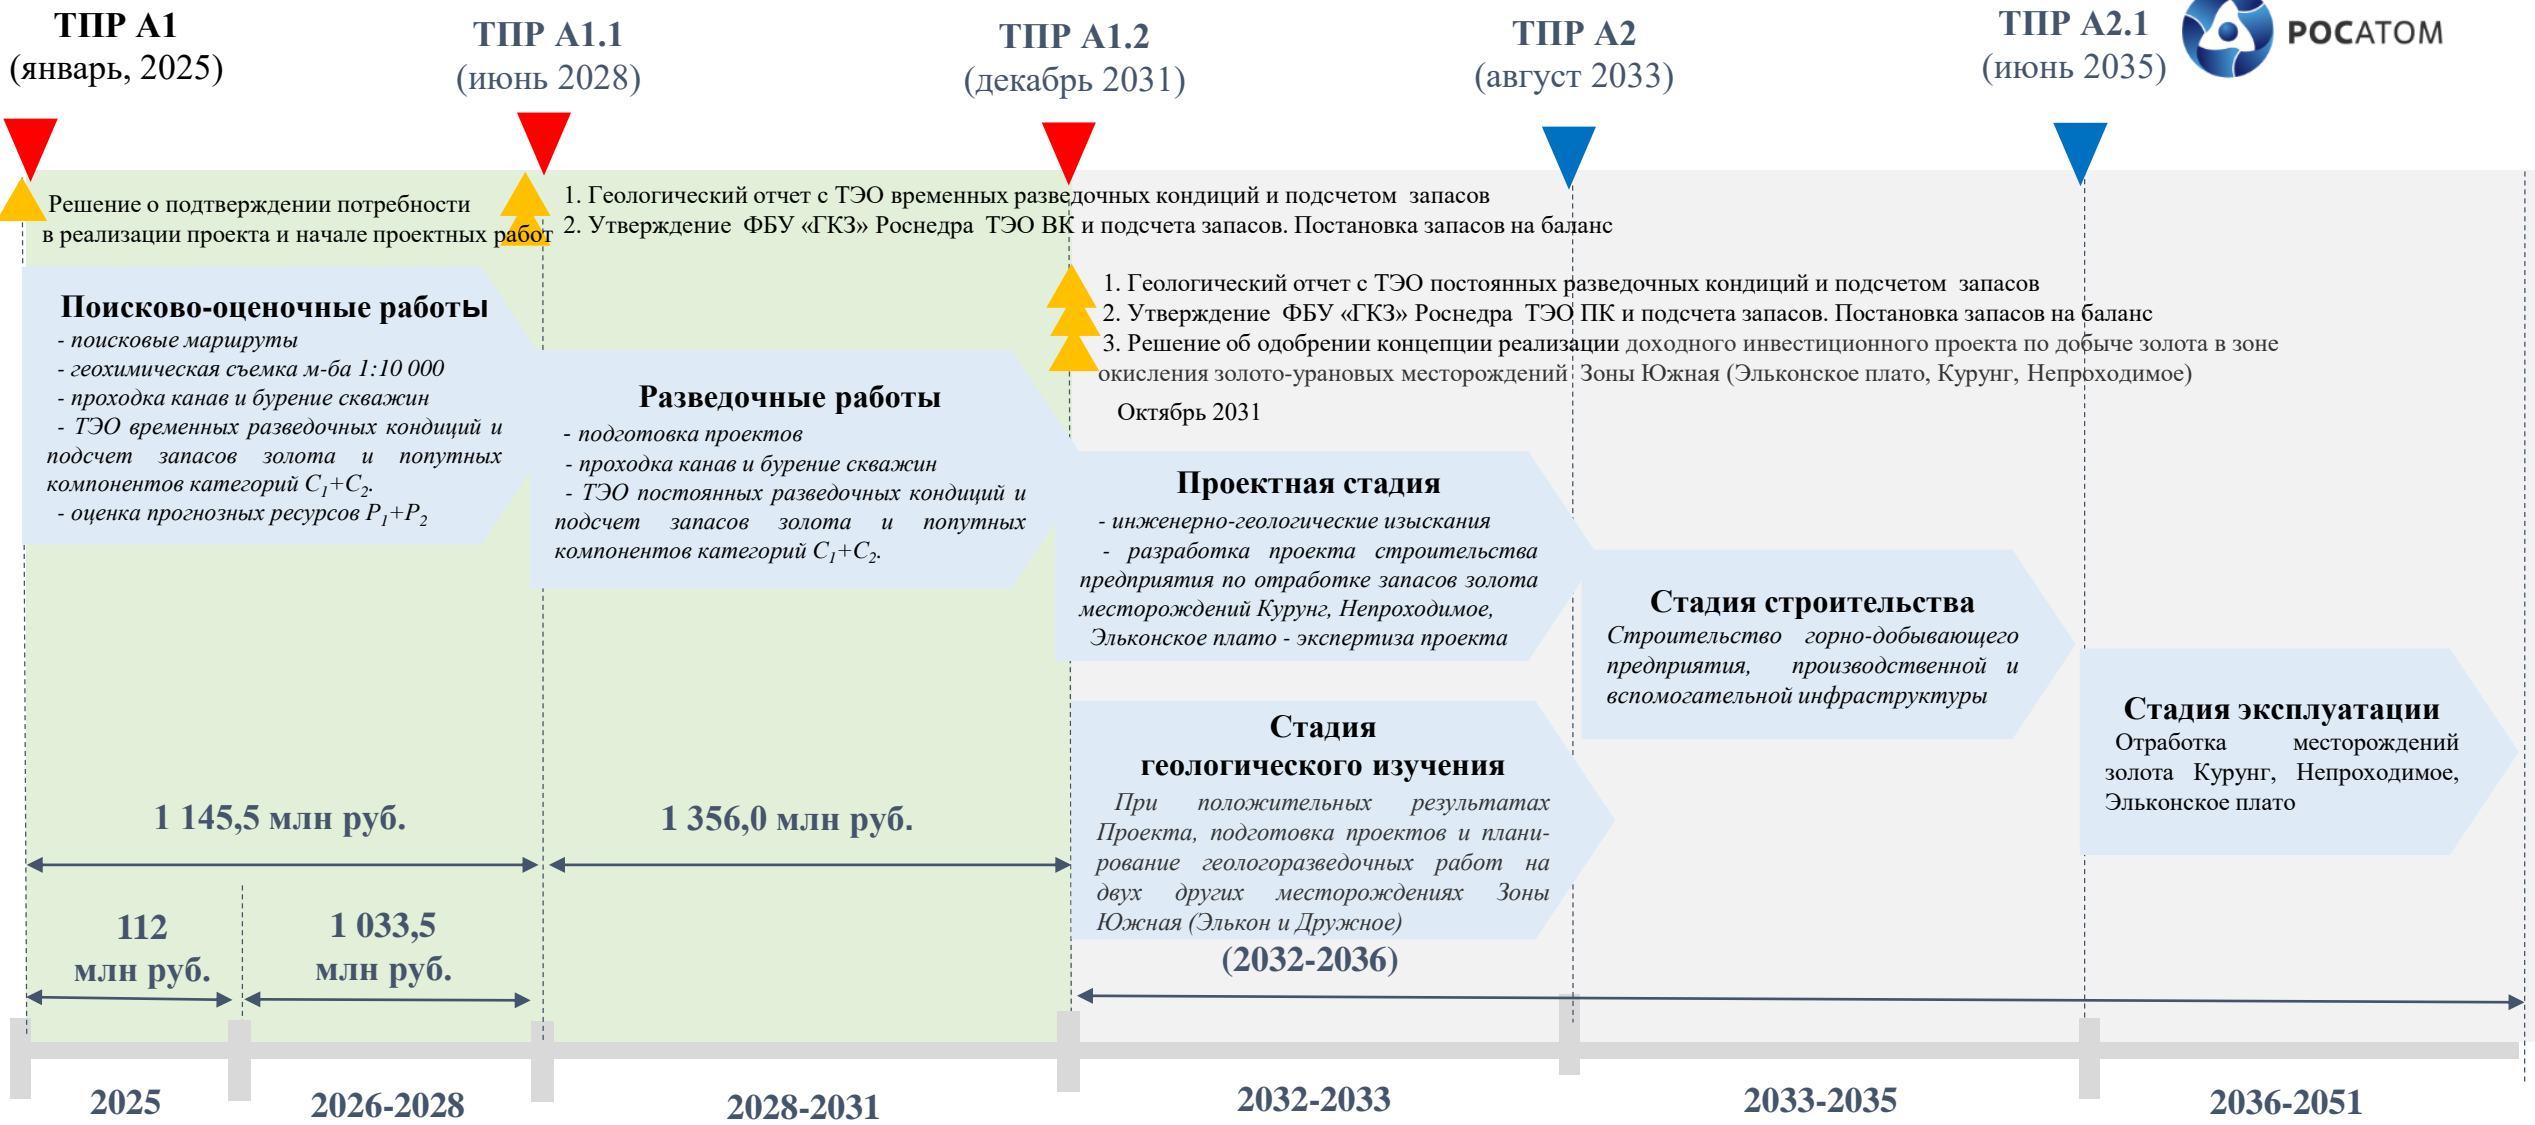 ТПР А1
(январь, 2025)
ТПР А1.1
(июнь 2028)
ТПР А1.2
(декабрь 2031)
ТПР А2
(август 2033)
ТПР А2.1
(июнь 2035)
РОСАТОМ
Решение о подтверждении потребности
в реализации проекта и начале проектных работ
1. Геологический отчет с ТЭО временных разведочных кондиций и подсчетом запасов
2. Утверждение ФБУ «ГКЗ» Роснедра ТЭО ВК и подсчета запасов. Постановка запасов на баланс
1. Геологический отчет с ТЭО постоянных разведочных кондиций и подсчетом запасов
2. Утверждение ФБУ «ГКЗ» Роснедра ТЭО ПК и подсчета запасов. Постановка запасов на баланс
3. Решение об одобрении концепции реализации доходного инвестиционного проекта по добыче золота в зоне
окисления золото-урановых месторождений Зоны Южная (Эльконское плато, Курунг, Непроходимое)
Октябрь 2031
Поисково-оценочные работы
- поисковые маршруты
- геохимическая съемка м-ба 1:10 000
- проходка канав и бурение скважин
- ТЭО временных разведочных кондиций и
подсчет запасов золота и попутных
компонентов категорий С₁+С₂.
- оценка прогнозных ресурсов Р₁+Р₂
Разведочные работы
- подготовка проектов
- проходка канав и бурение скважин
- ТЭО постоянных разведочных кондиций и
подсчет запасов золота и попутных
компонентов категорий С₁+С₂.
Проектная стадия
- инженерно-геологические изыскания
- разработка проекта строительства
предприятия по отработке запасов золота
месторождений Курунг, Непроходимое,
Эльконское плато - экспертиза проекта
Стадия строительства
Строительство горно-добывающего
предприятия, производственной и
вспомогательной инфраструктуры
Стадия эксплуатации
Отработка месторождений
золота Курунг, Непроходимое,
Эльконское плато
Стадия
геологического изучения
При положительных результатах
Проекта, подготовка проектов и плани-
рование геологоразведочных работ на
двух других месторождениях Зоны
Южная (Элькон и Дружное)
(2032-2036)
1 145,5 млн руб.
1 356,0 млн руб.
112
млн руб.
1 033,5
млн руб.
2025
2026-2028
2028-2031
2032-2033
2033-2035
2036-2051